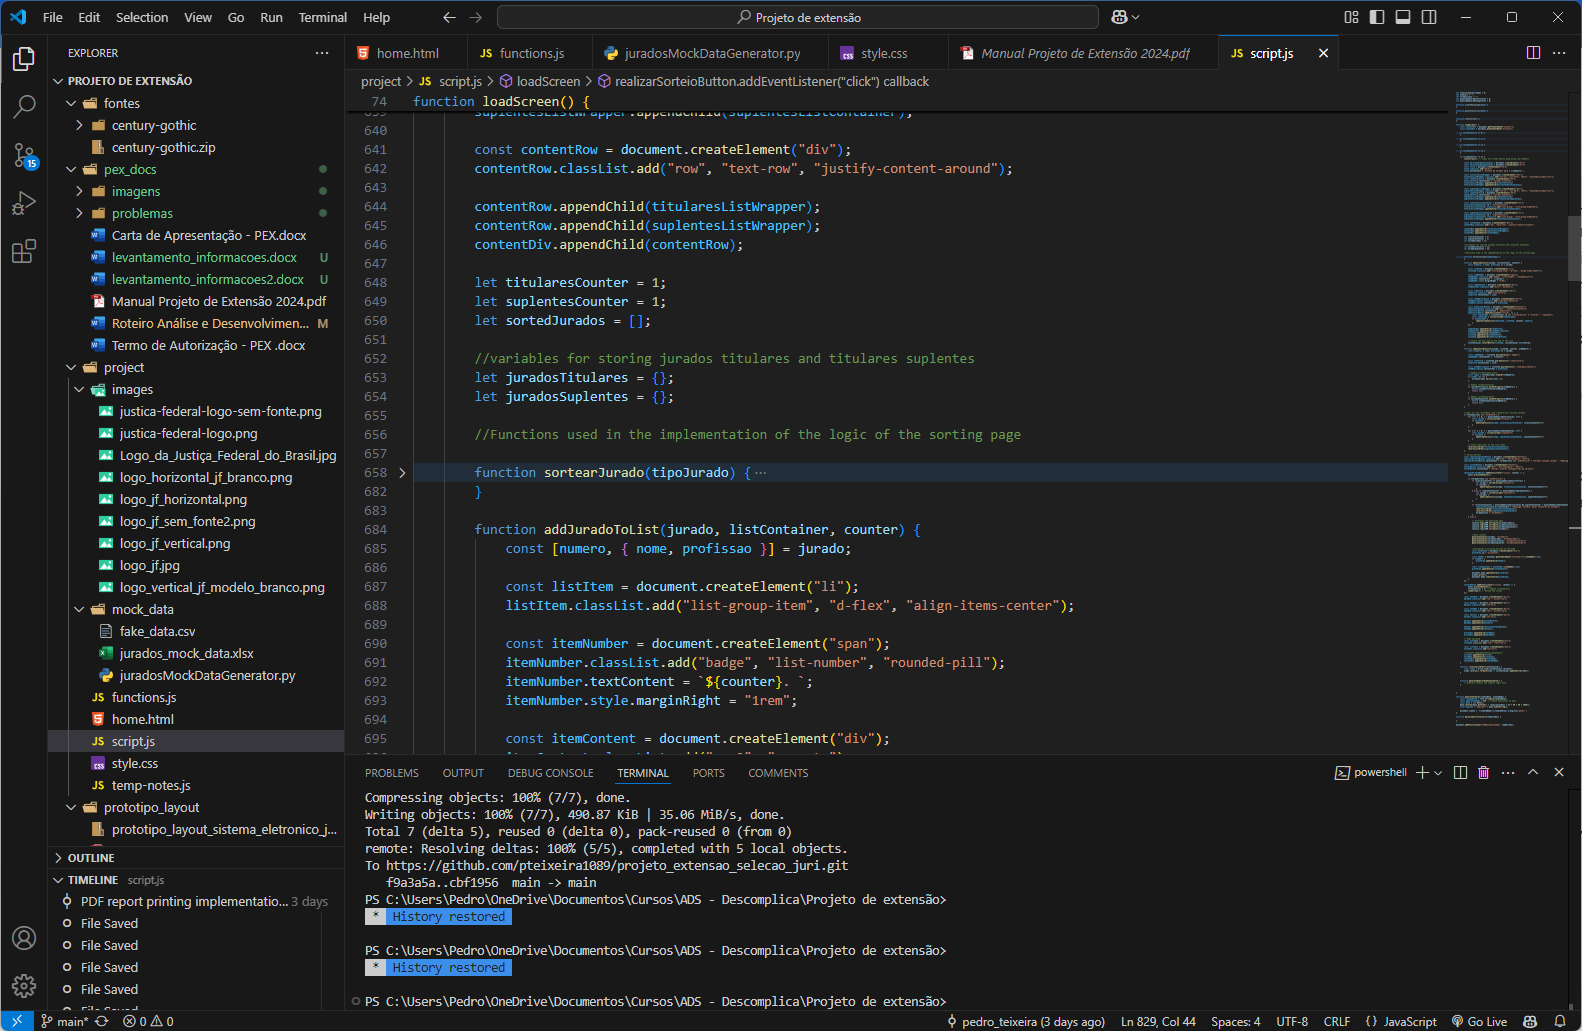 File Edit Selection View Go Run Terminal Help
Projeto de extensão
EXPLORER
home.html
functions.js
juradosMockDataGenerator.py
style.css
Manual Projeto de Extensão 2024.pdf
script.js
project > script.js > loadScreen > realizarSorteioButton.addEventListener("click") callback
PROJETO DE EXTENSÃO
fontes
century-gothic
century-gothic.zip
pex_docs
imagens
problemas
Carta de Apresentação - PEX.docx
levantamento_informacoes.docx U
levantamento_informacoes2.docx U
Manual Projeto de Extensão 2024.pdf
Roteiro Análise e Desenvolvimen... M
Termo de Autorização - PEX .docx
project
images
justica-federal-logo-sem-fonte.png
justica-federal-logo.png
Logo_da_Justiça_Federal_do_Brasil.jpg
logo_horizontal_jf_branco.png
logo_jf_horizontal.png
logo_jf_sem_fonte2.png
logo_jf_vertical.png
logo_jf.jpg
logo_vertical_jf_modelo_branco.png
mock_data
fake_data.csv
jurados_mock_data.xlsx
juradosMockDataGenerator.py
functions.js
home.html
script.js
style.css
temp-notes.js
prototipo_layout
prototipo_layout_sistema_eletronico_j...
OUTLINE
TIMELINE script.js
PDF report printing implementatio... 3 days
File Saved
File Saved
File Saved
File Saved
File Saved
74 function loadScreen() {
639 suplentesListWrapper.appendChild(suplentesListContainer);
640
641 const contentRow = document.createElement("div");
642 contentRow.classList.add("row", "text-row", "justify-content-around");
643
644 contentRow.appendChild(titularesListWrapper);
645 contentRow.appendChild(suplentesListWrapper);
646 contentDiv.appendChild(contentRow);
647
648 let titularesCounter = 1;
649 let suplentesCounter = 1;
650 let sortedJurados = [];
651
652 //variables for storing jurados titulares and titulares suplentes
653 let juradosTitulares = {};
654 let juradosSuplentes = {};
655
656 //Functions used in the implementation of the logic of the sorting page
657
658 function sortearJurado(tipoJurado) { ...
682 }
683
684 function addJuradoToList(jurado, listContainer, counter) {
685 const [numero, { nome, profissao }] = jurado;
686
687 const listItem = document.createElement("li");
688 listItem.classList.add("list-group-item", "d-flex", "align-items-center");
689
690 const itemNumber = document.createElement("span");
691 itemNumber.classList.add("badge", "list-number", "rounded-pill");
692 itemNumber.textContent = `${counter}. `;
693 itemNumber.style.marginRight = "1rem";
694
695 const itemContent = document.createElement("div");
PROBLEMS OUTPUT DEBUG CONSOLE TERMINAL PORTS COMMENTS
powershell
Compressing objects: 100% (7/7), done.
Writing objects: 100% (7/7), 490.87 KiB | 35.06 MiB/s, done.
Total 7 (delta 5), reused 0 (delta 0), pack-reused 0 (from 0)
remote: Resolving deltas: 100% (5/5), completed with 5 local objects.
To https://github.com/pteixeira1089/projeto_extensao_selecao_juri.git
f9a3a5a..cbf1956 main -> main
PS C:\Users\Pedro\OneDrive\Documentos\Cursos\ADS - Descomplica\Projeto de extensão>
* History restored
PS C:\Users\Pedro\OneDrive\Documentos\Cursos\ADS - Descomplica\Projeto de extensão>
* History restored
PS C:\Users\Pedro\OneDrive\Documentos\Cursos\ADS - Descomplica\Projeto de extensão>
main* 0 0 pedro_teixeira (3 days ago) Ln 829, Col 44 Spaces: 4 UTF-8 CRLF {} JavaScript Go Live
15